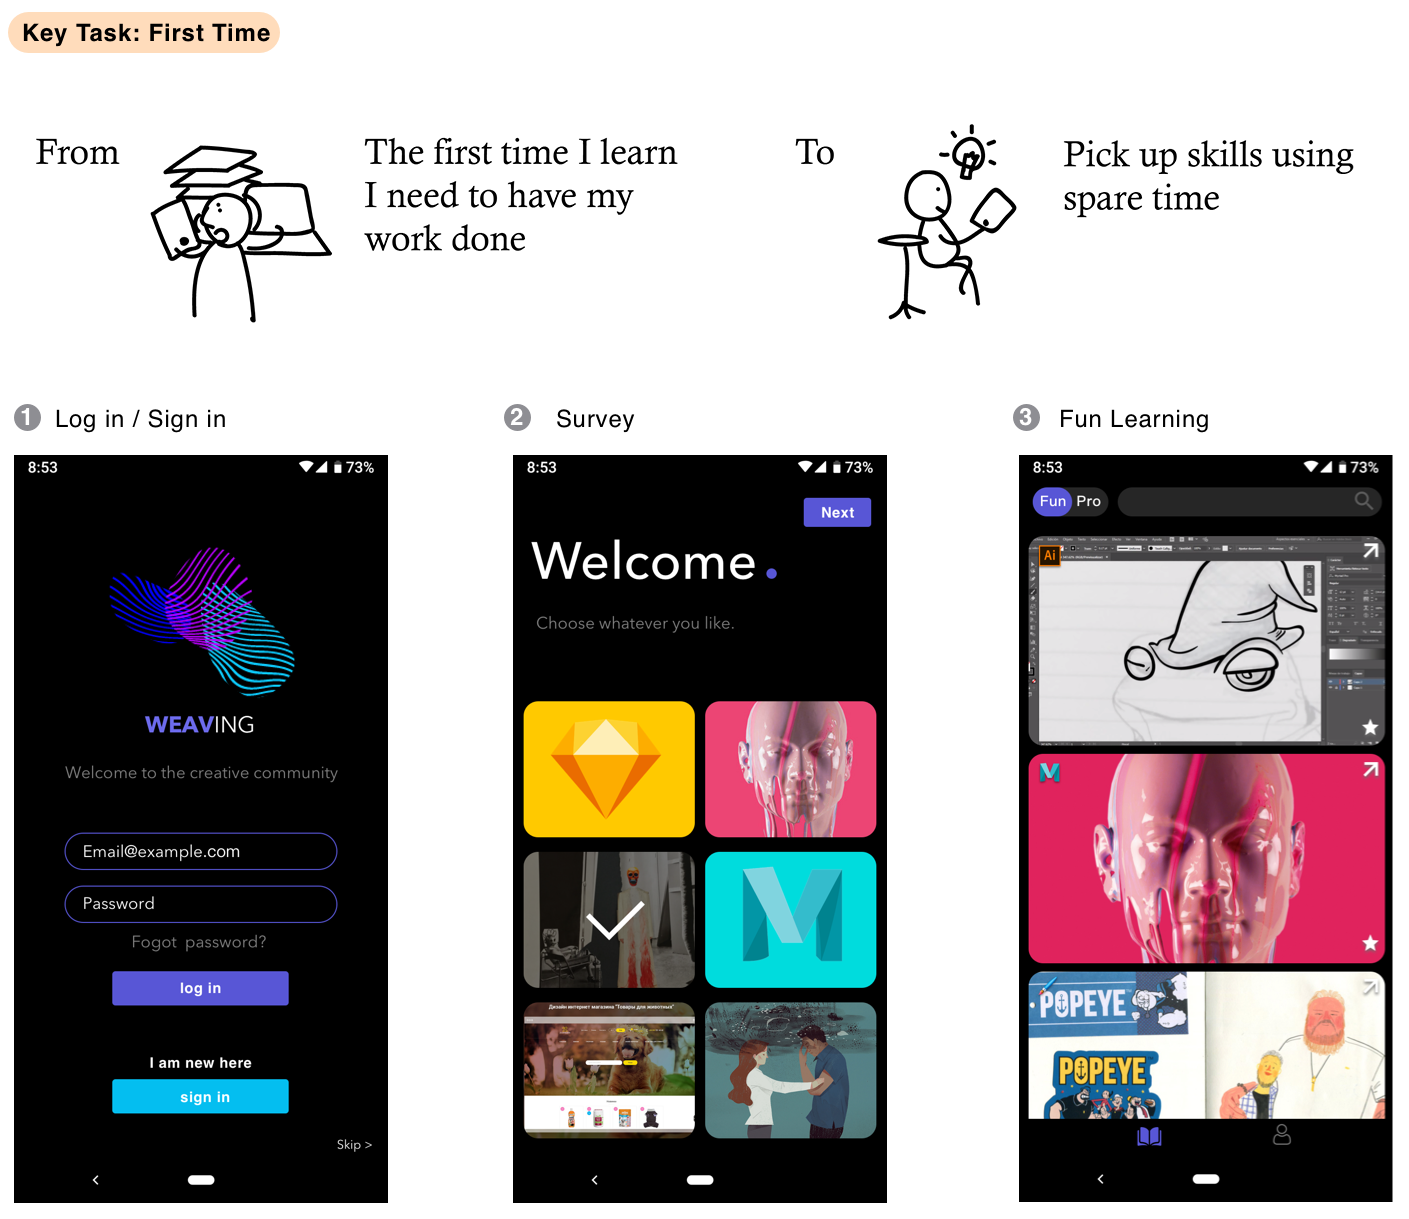 Key Task: First Time
From
The first time I learn
I need to have my
work done
To
Pick up skills using
spare time
1 Log in / Sign in
2 Survey
3 Fun Learning
8:53
73%
WEAVING
Welcome to the creative community
Email@example.com
Password
Fogot password?
log in
I am new here
sign in
Skip >
8:53
73%
Next
Welcome.
Choose whatever you like.
M
Дизайн интернет магазина "Товары для животных"
8:53
73%
Fun Pro
Ai
M
POPEYE
POPEYE